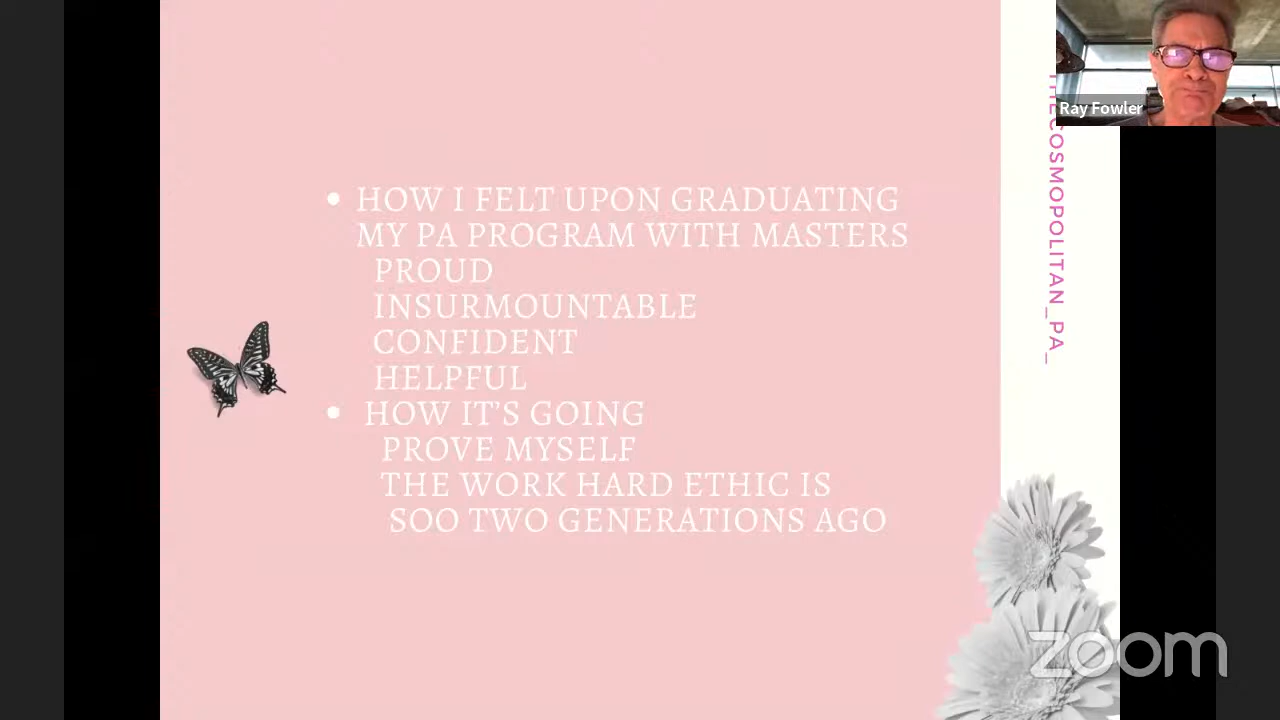 • HOW I FELT UPON GRADUATING
MY PA PROGRAM WITH MASTERS
PROUD
INSURMOUNTABLE
CONFIDENT
HELPFUL
• HOW IT'S GOING
PROVE MYSELF
THE WORK HARD ETHIC IS
SOO TWO GENERATIONS AGO
COSMOPOLITAN_PA_
Ray Fowler
zoom